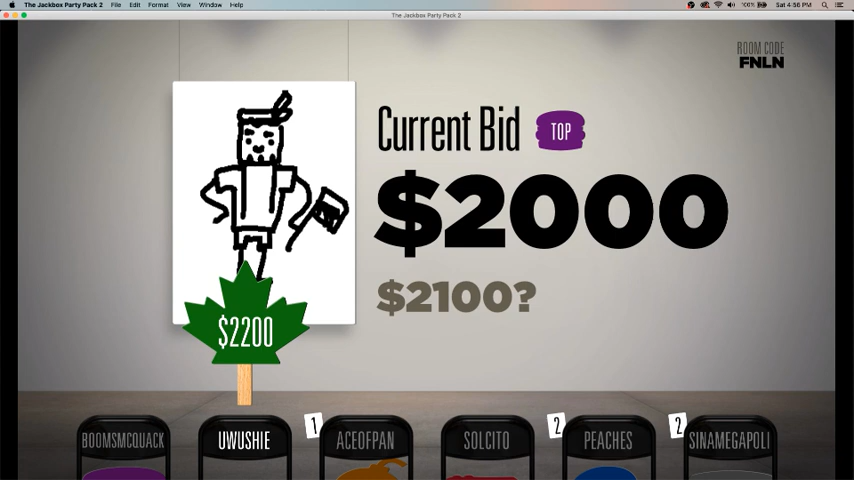 The Jackbox Party Pack 2 File Edit Format View Window Help
100% Sat 4:56 PM
The Jackbox Party Pack 2
ROOM CODE
FNLN
Current Bid TOP
$2000
$2100?
$2200
BOOMSMCQUACK UWUSHIE 1 ACEOFPAN SOLCITO 2 PEACHES 2 SINAMEGAPOLI